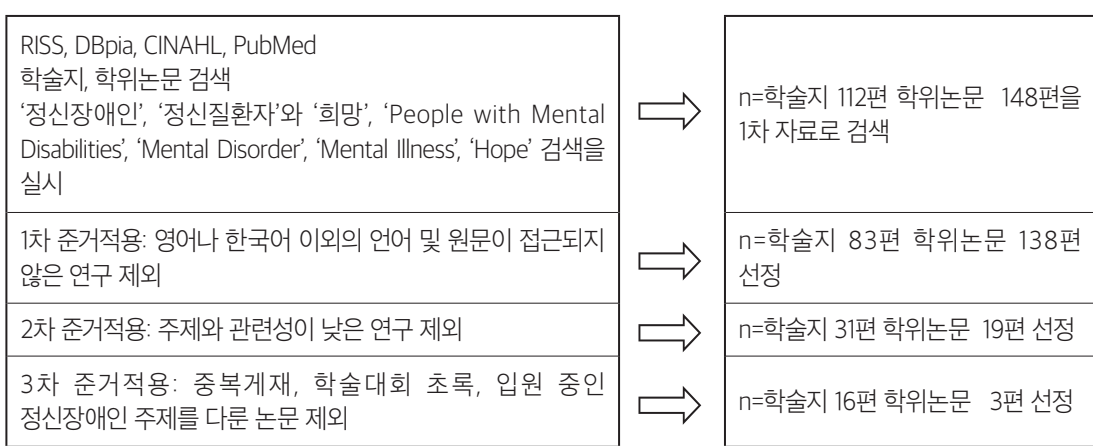 RISS, DBpia, CINAHL, PubMed
학술지, 학위논문 검색
‘정신장애인’, ‘정신질환자’와 ‘희망’, ‘People with Mental
Disabilities’, ‘Mental Disorder’, ‘Mental Illness’, ‘Hope’ 검색을
실시
n=학술지 112편 학위논문 148편을
1차 자료로 검색
1차 준거적용: 영어나 한국어 이외의 언어 및 원문이 접근되지
않은 연구 제외
n=학술지 83편 학위논문 138편
선정
2차 준거적용: 주제와 관련성이 낮은 연구 제외
n=학술지 31편 학위논문 19편 선정
3차 준거적용: 중복게재, 학술대회 초록, 입원 중인
정신장애인 주제를 다룬 논문 제외
n=학술지 16편 학위논문 3편 선정